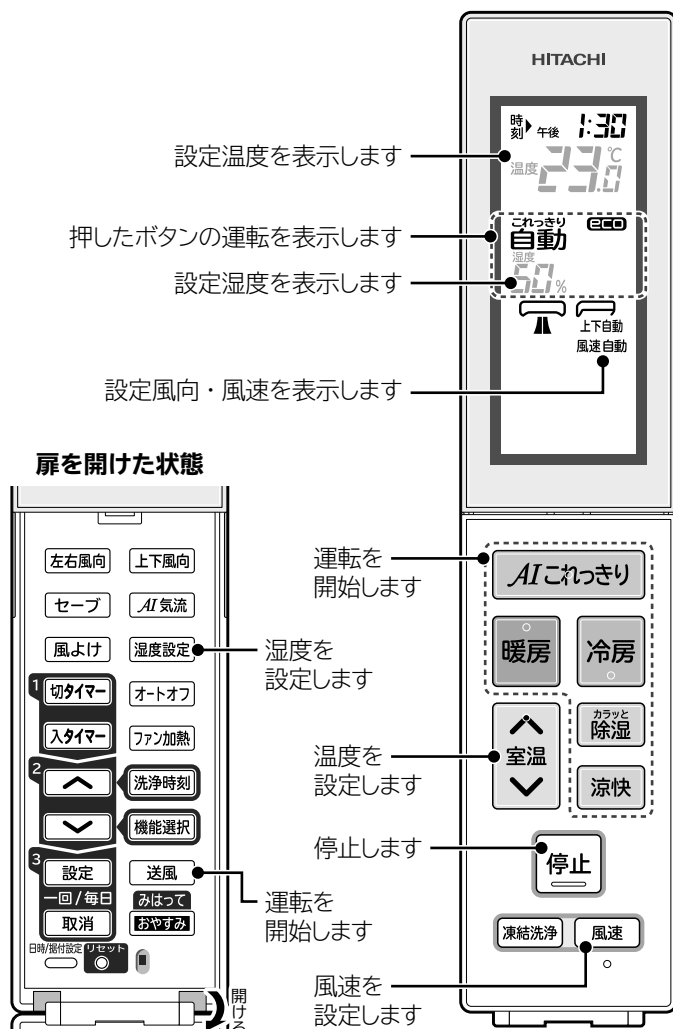 HITACHI
時刻 午後 1:30
設定温度を表示します
温度 23.0 ℃
押したボタンの運転を表示します
これっきり
自動 eco
設定湿度を表示します
湿度
50%
上下自動
風速自動
設定風向・風速を表示します
扉を開けた状態
左右風向 上下風向
セーブ AI気流
風よけ 湿度設定
湿度を
設定します
1 切タイマー オートオフ
入タイマー ファン加熱
2 洗浄時刻
機能選択
3 設定 送風
一回/毎日 みはって
取消 おやすみ
日時/据付設定 リセット
運転を
開始します
開ける
運転を
開始します
AIこれっきり
暖房 冷房
カラッと
除湿
温度を
設定します
室温
涼快
停止します
停止
凍結洗浄 風速
風速を
設定します